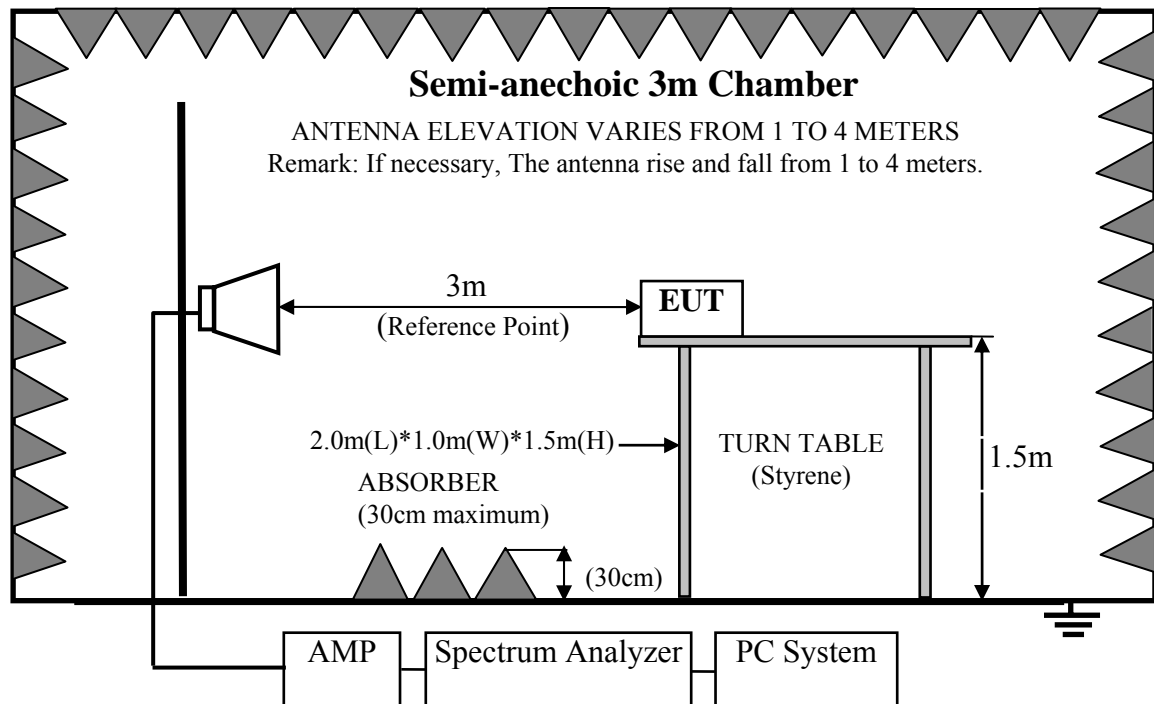 Semi-anechoic 3m Chamber
ANTENNA ELEVATION VARIES FROM 1 TO 4 METERS
Remark: If necessary, The antenna rise and fall from 1 to 4 meters.
3m
(Reference Point)
EUT
2.0m(L)*1.0m(W)*1.5m(H)
TURN TABLE
(Styrene)
1.5m
ABSORBER
(30cm maximum)
(30cm)
AMP
Spectrum Analyzer
PC System